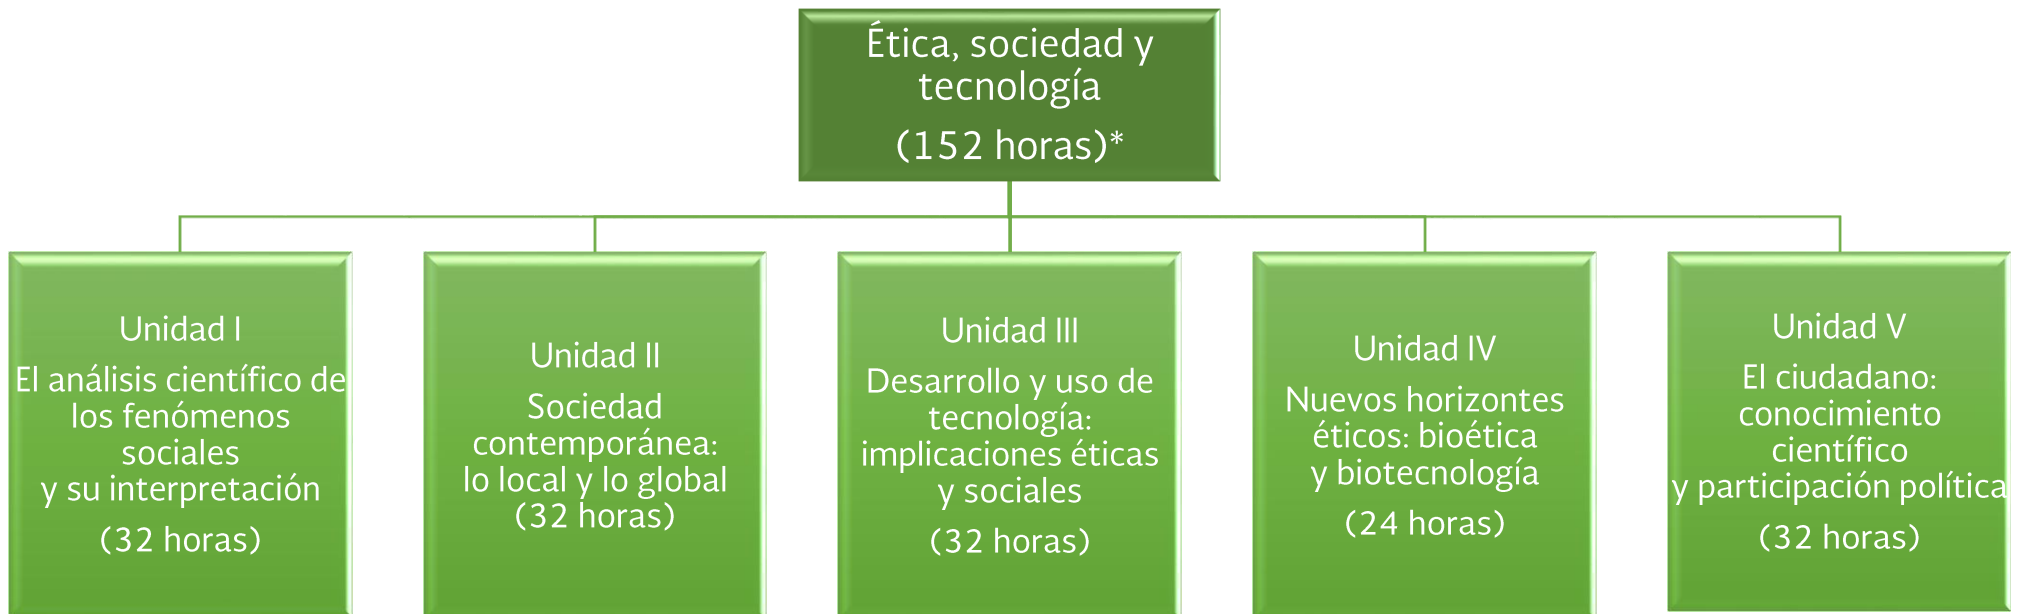 Ética, sociedad y
tecnología
(152 horas)*
Unidad I
El análisis científico de
los fenómenos
sociales
y su interpretación
(32 horas)
Unidad II
Sociedad
contemporánea:
lo local y lo global
(32 horas)
Unidad III
Desarrollo y uso de
tecnología:
implicaciones éticas
y sociales
(32 horas)
Unidad IV
Nuevos horizontes
éticos: bioética
y biotecnología
(24 horas)
Unidad V
El ciudadano:
conocimiento
científico
y participación política
(32 horas)